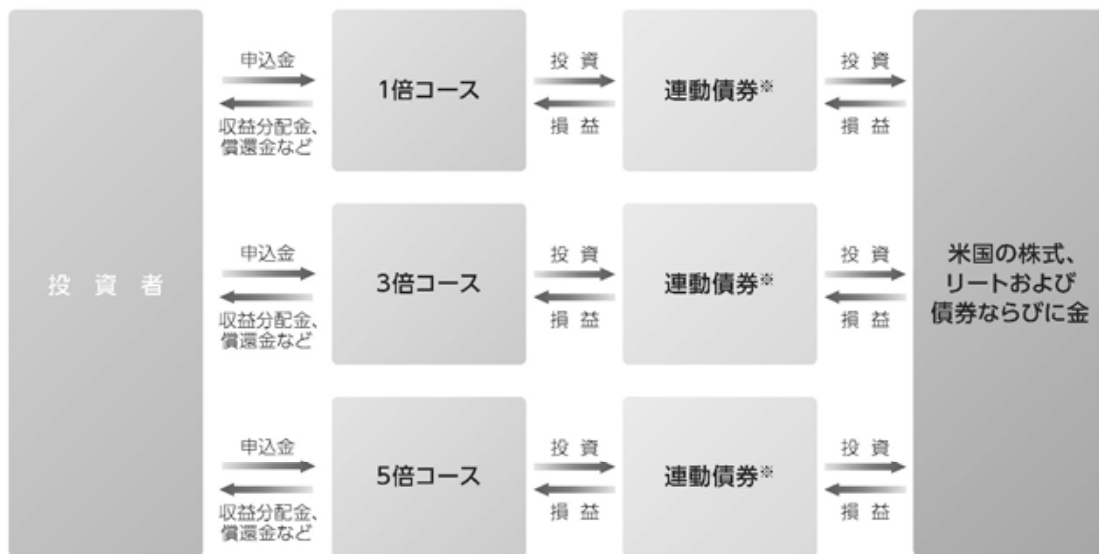 投資者
申込金
収益分配金、
償還金など
1倍コース
投資
損益
連動債券※
投資
損益
申込金
収益分配金、
償還金など
3倍コース
投資
損益
連動債券※
投資
損益
申込金
収益分配金、
償還金など
5倍コース
投資
損益
連動債券※
投資
損益
米国の株式、
リートおよび
債券ならびに金